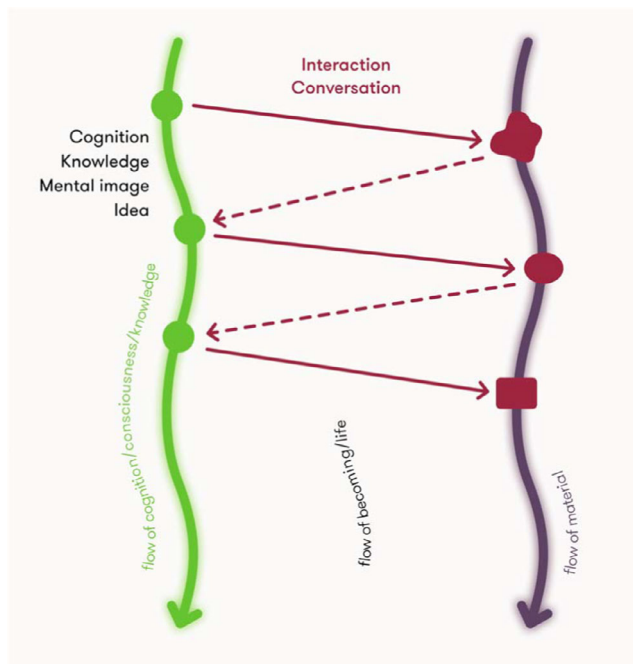 Interaction
Conversation
Cognition
Knowledge
Mental image
Idea
flow of cognition/consciousness/knowledge
flow of becoming/life
flow of material